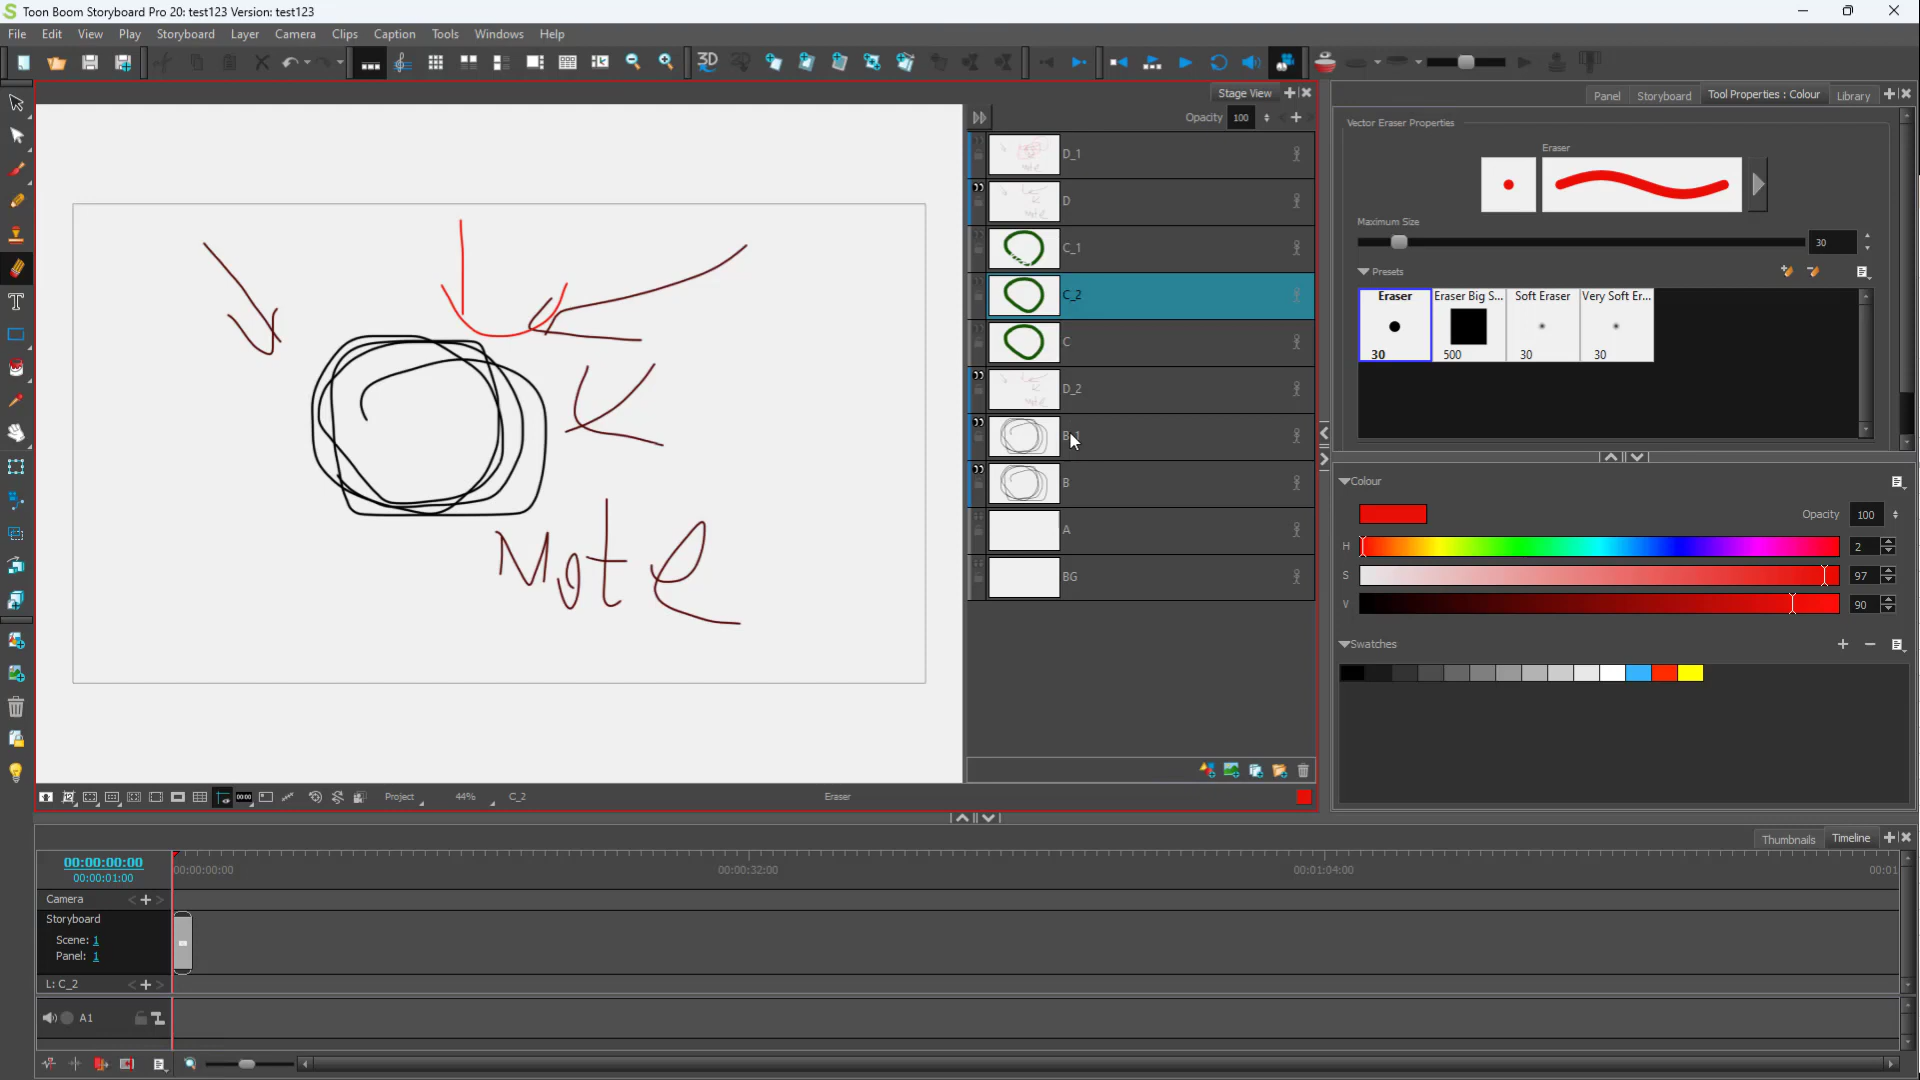 Toon Boom Storyboard Pro 20: test123 Version: test123
File Edit View Play Storyboard Layer Camera Clips Caption Tools Windows Help
3D
Stage View
Opacity 100
D_1
D
C_1
C_2
C
D_2
B
A
BG
Mote
Project 44% C_2 Eraser
Panel Storyboard Tool Properties : Colour Library
Vector Eraser Properties
Eraser
Maximum Size
30
Presets
Eraser Eraser Big S... Soft Eraser Very Soft Er...
30 500 30 30
Colour
Opacity 100
H 2
S 97
V 90
Swatches
Thumbnails Timeline
00:00:00:00
00:00:01:00
00:00:00:00 00:00:32:00 00:01:04:00 00:01
Camera
Storyboard
Scene: 1
Panel: 1
L: C_2
A1